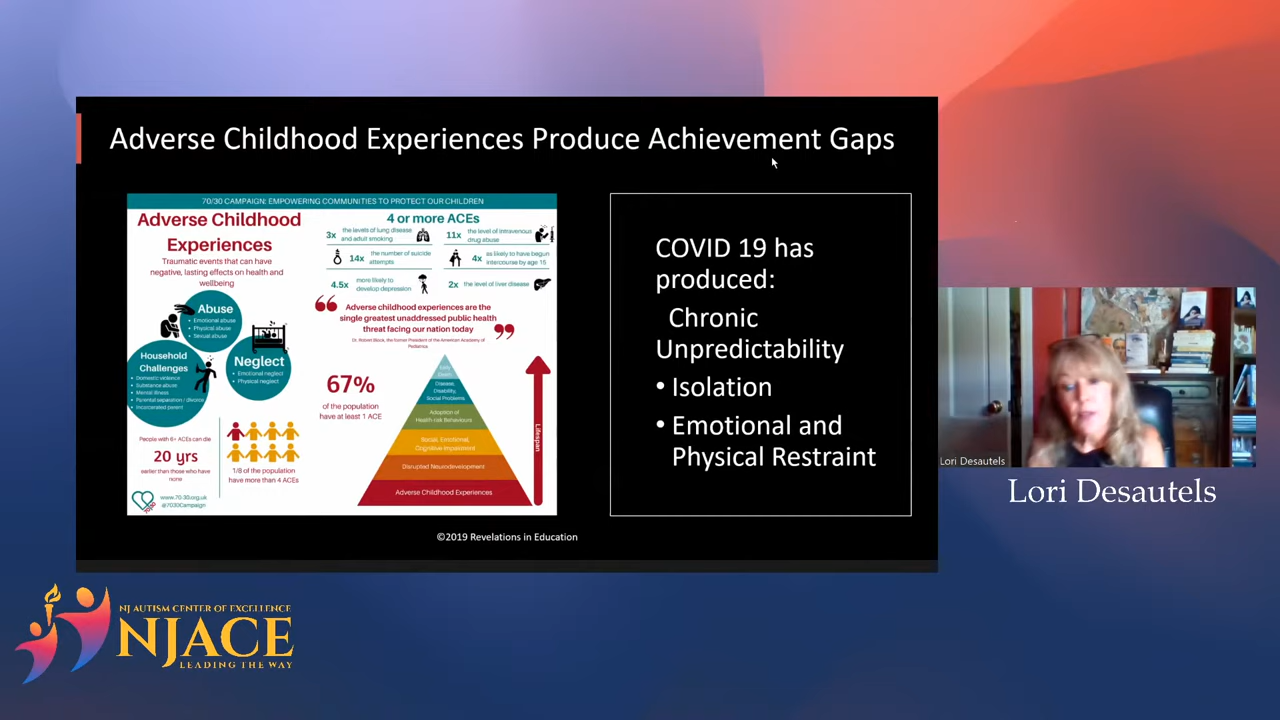 Adverse Childhood Experiences Produce Achievement Gaps
70/30 CAMPAIGN: EMPOWERING COMMUNITIES TO PROTECT OUR CHILDREN
Adverse Childhood
Experiences
Traumatic events that can have
negative, lasting effects on health and
wellbeing
Abuse
• Emotional abuse
• Physical abuse
• Sexual abuse
Household
Challenges
• Domestic violence
• Substance abuse
• Mental illness
• Parental separation / divorce
• Incarcerated parent
Neglect
• Emotional neglect
• Physical neglect
People with 6+ ACEs can die
20 yrs
earlier than those who have
none
1/8 of the population
have more than 4 ACEs
www.70-30.org.uk
@7030Campaign
4 or more ACEs
3x the levels of lung disease
and adult smoking
11x the level of intravenous
drug abuse
14x the number of suicide
attempts
4x as likely to have begun
intercourse by age 15
4.5x more likely to
develop depression
2x the level of liver disease
“Adverse childhood experiences are the
single greatest unaddressed public health
threat facing our nation today”
Dr. Robert Block, the former President of the American Academy of
Pediatrics
67%
of the population
have at least 1 ACE
Early
Death
Disease,
Disability,
Social Problems
Adoption of
Health risk Behaviours
Social, Emotional,
Cognitive Impairment
Disrupted Neurodevelopment
Adverse Childhood Experiences
Lifespan
COVID 19 has
produced:
Chronic
Unpredictability
• Isolation
• Emotional and
Physical Restraint
©2019 Revelations in Education
Lori Desautels
Lori Desautels
NJ AUTISM CENTER OF EXCELLENCE
NJACE
LEADING THE WAY